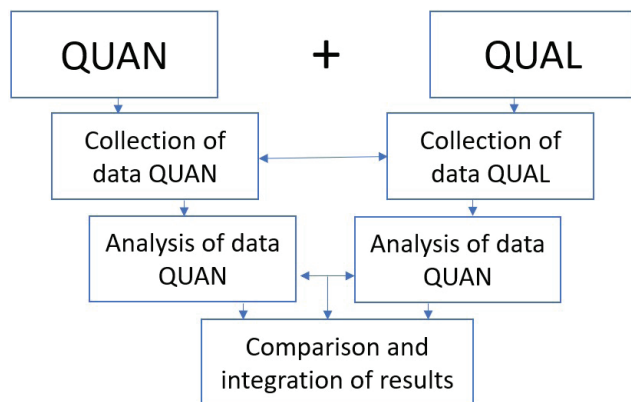 QUAN
+
QUAL
Collection of
data QUAN
Collection of
data QUAL
Analysis of data
QUAN
Analysis of data
QUAN
Comparison and
integration of results